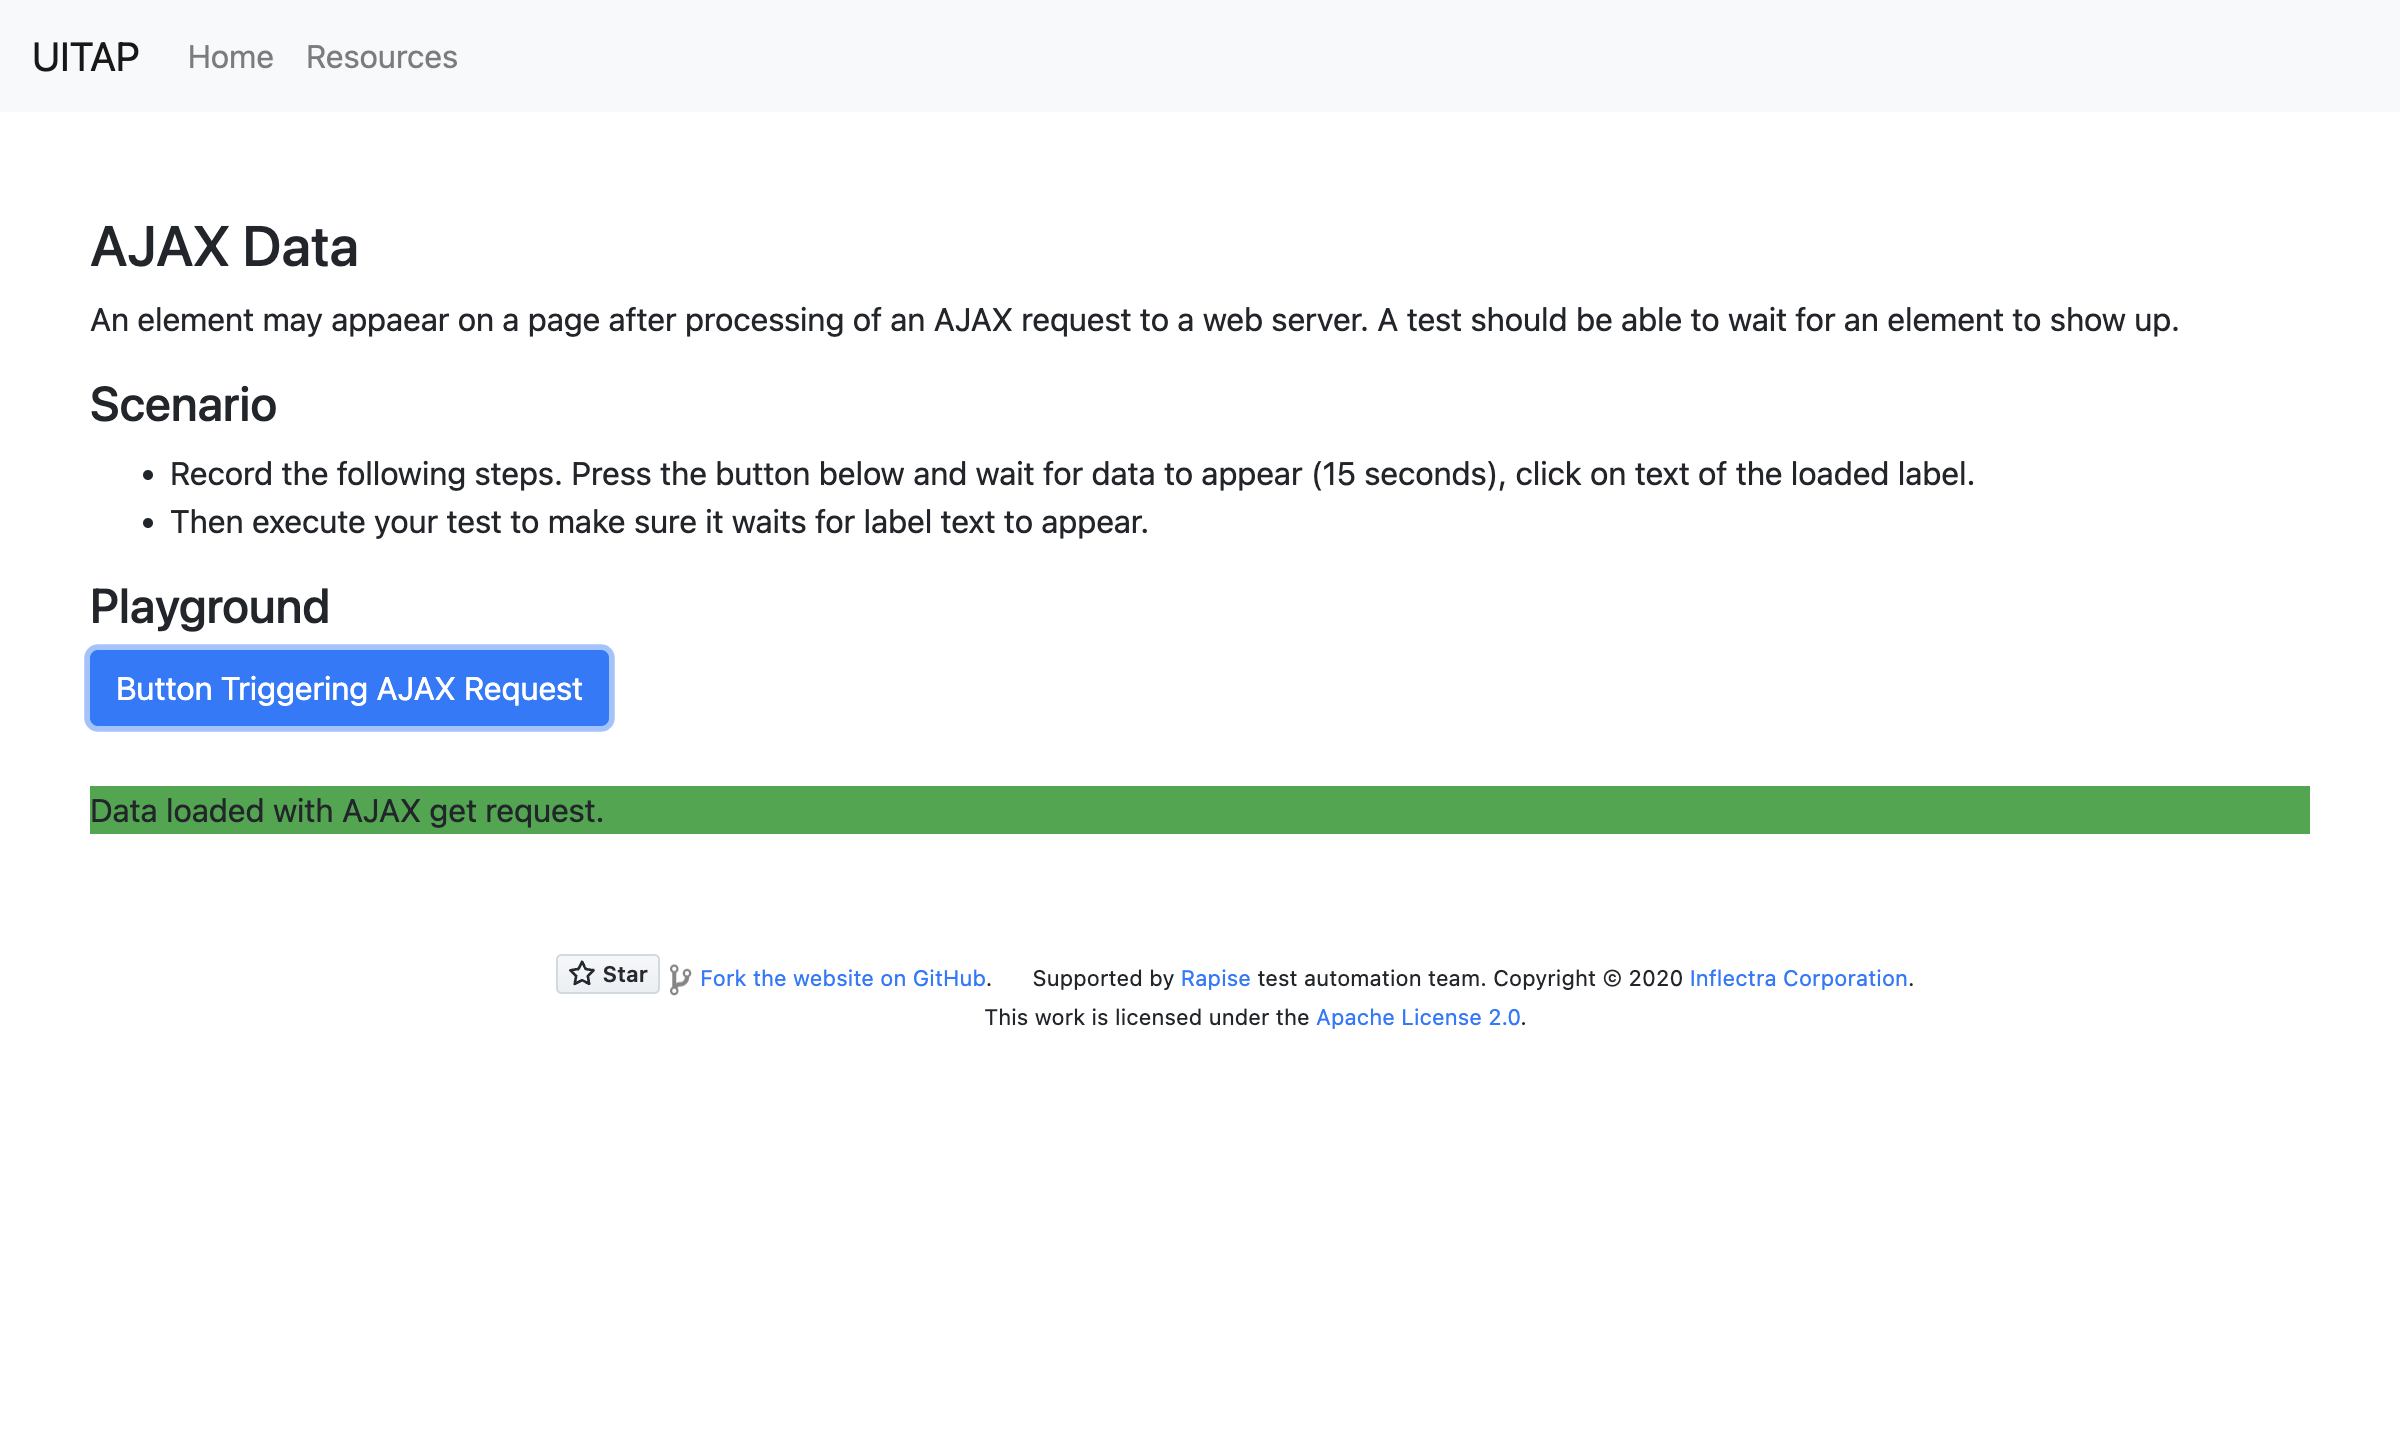 UITAP Home Resources
AJAX Data
An element may appaear on a page after processing of an AJAX request to a web server. A test should be able to wait for an element to show up.
Scenario
• Record the following steps. Press the button below and wait for data to appear (15 seconds), click on text of the loaded label.
• Then execute your test to make sure it waits for label text to appear.
Playground
Button Triggering AJAX Request
Data loaded with AJAX get request.
Star Fork the website on GitHub. Supported by Rapise test automation team. Copyright © 2020 Inflectra Corporation.
This work is licensed under the Apache License 2.0.